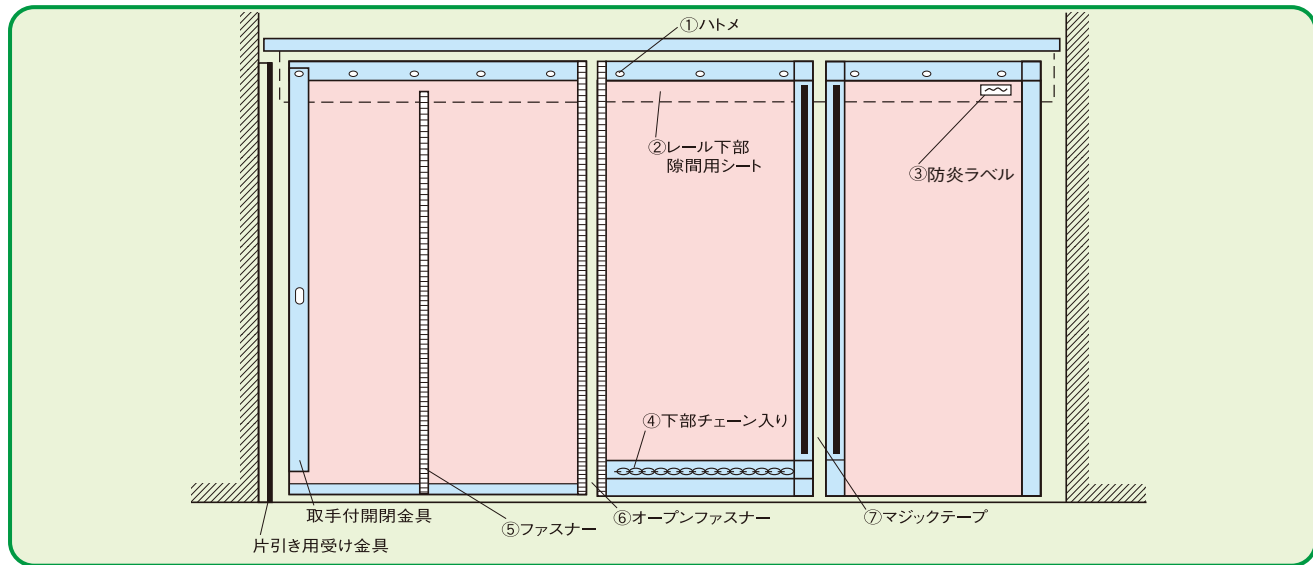 ①ハトメ
②レール下部
隙間用シート
③防炎ラベル
④下部チェーン入り
取手付開閉金具
⑤ファスナー
⑥オープンファスナー
⑦マジックテープ
片引き用受け金具